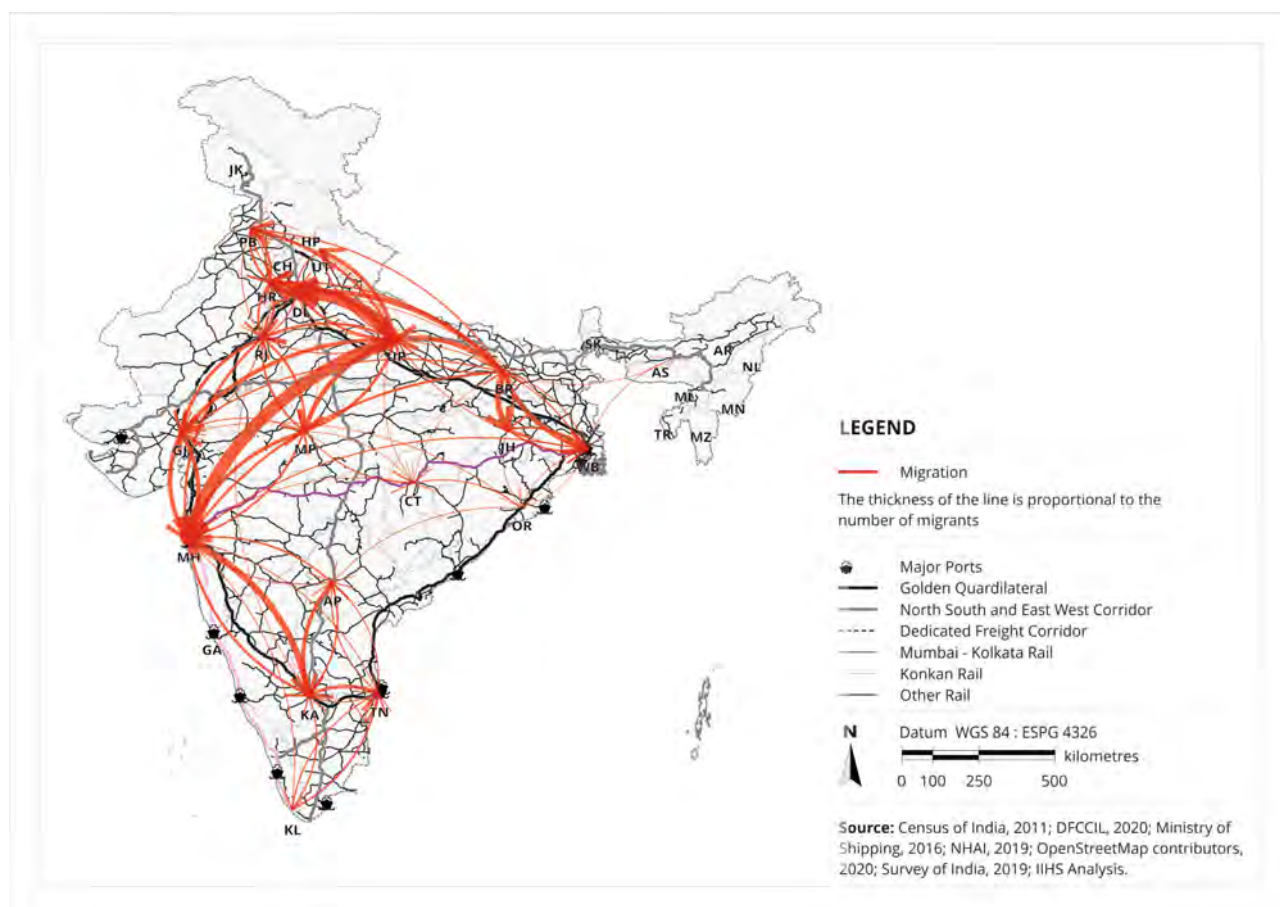 JK
PB
HP
CH
UT
HR
DL
RJ
UP
SK
AR
AS
NL
BR
ML
MN
TR
MZ
GJ
MP
JH
WB
CT
OR
MH
AP
GA
KA
TN
KL
LEGEND
Migration
The thickness of the line is proportional to the
number of migrants
Major Ports
Golden Quardilateral
North South and East West Corridor
Dedicated Freight Corridor
Mumbai - Kolkata Rail
Konkan Rail
Other Rail
N
Datum WGS 84 : ESPG 4326
kilometres
0 100 250 500
Source: Census of India, 2011; DFCCIL, 2020; Ministry of
Shipping, 2016; NHAI, 2019; OpenStreetMap contributors,
2020; Survey of India, 2019; IIHS Analysis.